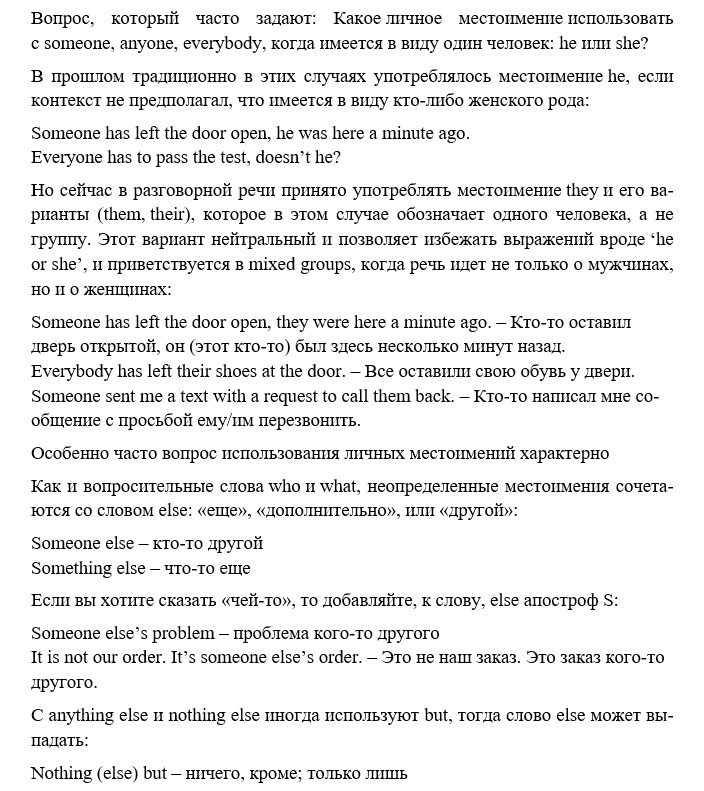 Вопрос, который часто задают: Какое личное местоимение использовать
с someone, anyone, everybody, когда имеется в виду один человек: he или she?
В прошлом традиционно в этих случаях употреблялось местоимение he, если
контекст не предполагал, что имеется в виду кто-либо женского рода:
Someone has left the door open, he was here a minute ago.
Everyone has to pass the test, doesn’t he?
Но сейчас в разговорной речи принято употреблять местоимение they и его ва-
рианты (them, their), которое в этом случае обозначает одного человека, а не
группу. Этот вариант нейтральный и позволяет избежать выражений вроде ‘he
or she’, и приветствуется в mixed groups, когда речь идет не только о мужчинах,
но и о женщинах:
Someone has left the door open, they were here a minute ago. – Кто-то оставил
дверь открытой, он (этот кто-то) был здесь несколько минут назад.
Everybody has left their shoes at the door. – Все оставили свою обувь у двери.
Someone sent me a text with a request to call them back. – Кто-то написал мне со-
общение с просьбой ему/им перезвонить.
Особенно часто вопрос использования личных местоимений характерно
Как и вопросительные слова who и what, неопределенные местоимения сочета-
ются со словом else: «еще», «дополнительно», или «другой»:
Someone else – кто-то другой
Something else – что-то еще
Если вы хотите сказать «чей-то», то добавляйте, к слову, else апостроф S:
Someone else’s problem – проблема кого-то другого
It is not our order. It’s someone else’s order. – Это не наш заказ. Это заказ кого-то
другого.
С anything else и nothing else иногда используют but, тогда слово else может вы-
падать:
Nothing (else) but – ничего, кроме; только лишь